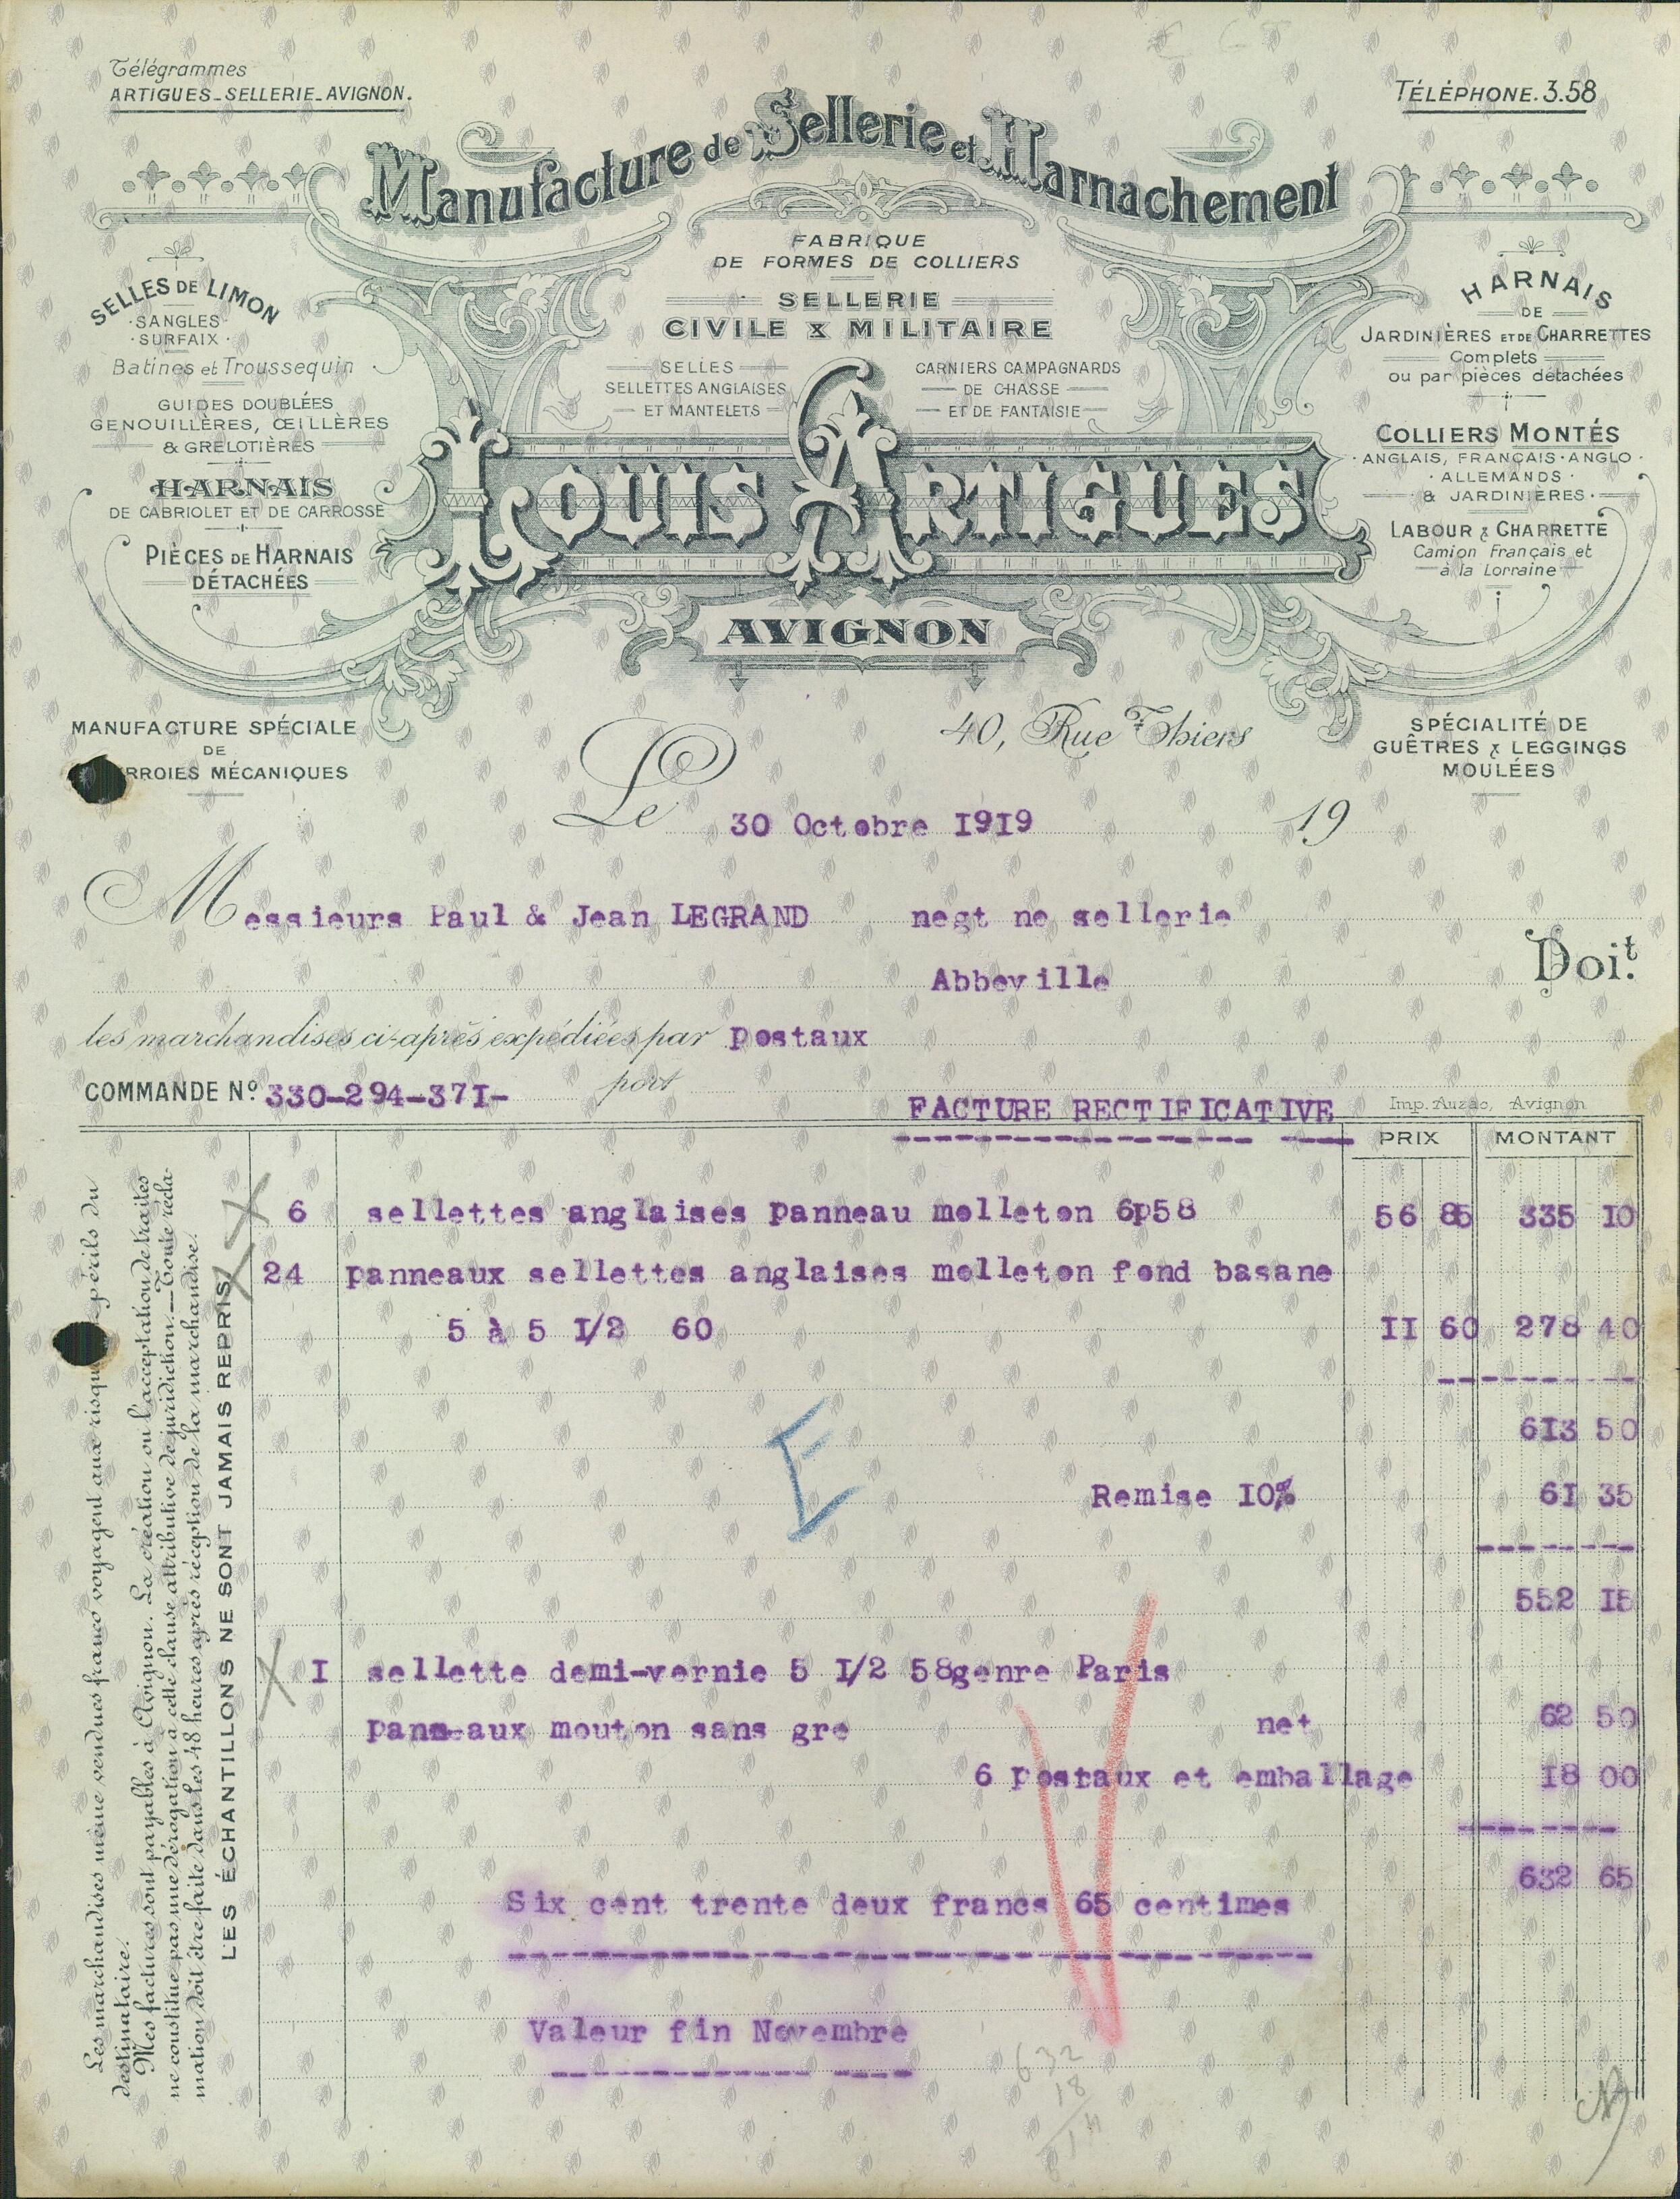 Télégrammes
ARTIGUES-SELLERIE-AVIGNON.
TÉLÉPHONE. 3.58
Manufacture de Sellerie et Harnachement
FABRIQUE
DE FORMES DE COLLIERS
SELLERIE
CIVILE & MILITAIRE
SELLES
SELLETTES ANGLAISES
ET MANTELETS
CARNIERS CAMPAGNARDS
DE CHASSE
ET DE FANTAISIE
SELLES DE LIMON
· SANGLES ·
· SURFAIX ·
Batines et Troussequin
GUIDES DOUBLÉES
GENOUILLÈRES, ŒILLÈRES
& GRELOTIÈRES
HARNAIS
DE CABRIOLET ET DE CARROSSE
PIÈCES DE HARNAIS
DÉTACHÉES
HARNAIS
DE
JARDINIÈRES ET DE CHARRETTES
Complets
ou par pièces détachées
COLLIERS MONTÉS
· ANGLAIS, FRANÇAIS · ANGLO ·
· ALLEMANDS ·
& JARDINIÈRES ·
LABOUR & CHARRETTE
Camion Français et
à la Lorraine
LOUIS ARTIGUES
AVIGNON
MANUFACTURE SPÉCIALE
DE
RROIES MÉCANIQUES
40, Rue Thiers
SPÉCIALITÉ DE
GUÊTRES & LEGGINGS
MOULÉES
Le 30 Octobre 1919 19
Messieurs Paul & Jean LEGRAND negt ne sellerie
Abbeville
Doit.
les marchandises ci-après expédiées par postaux
port
COMMANDE Nº 330-294-371-
FACTURE RECTIFICATIVE
Imp. Auzac, Avignon
PRIX MONTANT
6 sellettes anglaises panneau molleton 6p58 56 85 335 10
24 panneaux sellettes anglaises molleton fond basane
5 à 5 1/2 60 11 60 278 40
613 50
Remise 10% 61 35
552 15
1 sellette demi-vernie 5 1/2 58genre Paris
panneaux mouton sans gre net 62 50
6 postaux et emballage 18 00
632 65
Six cent trente deux francs 65 centimes
Valeur fin Novembre
E
632
18
Les marchandises même vendues franco voyagent aux risqu périls du
destinataire.
Mes factures sont payables à Avignon. La création ou l'acceptation de traites
ne constitue pas une dérogation à cette clause attributive de juridiction.—Toute récla-
mation doit être faite dans les 48 heures après réception de la marchandise.
LES ÉCHANTILLONS NE SONT JAMAIS REPRIS